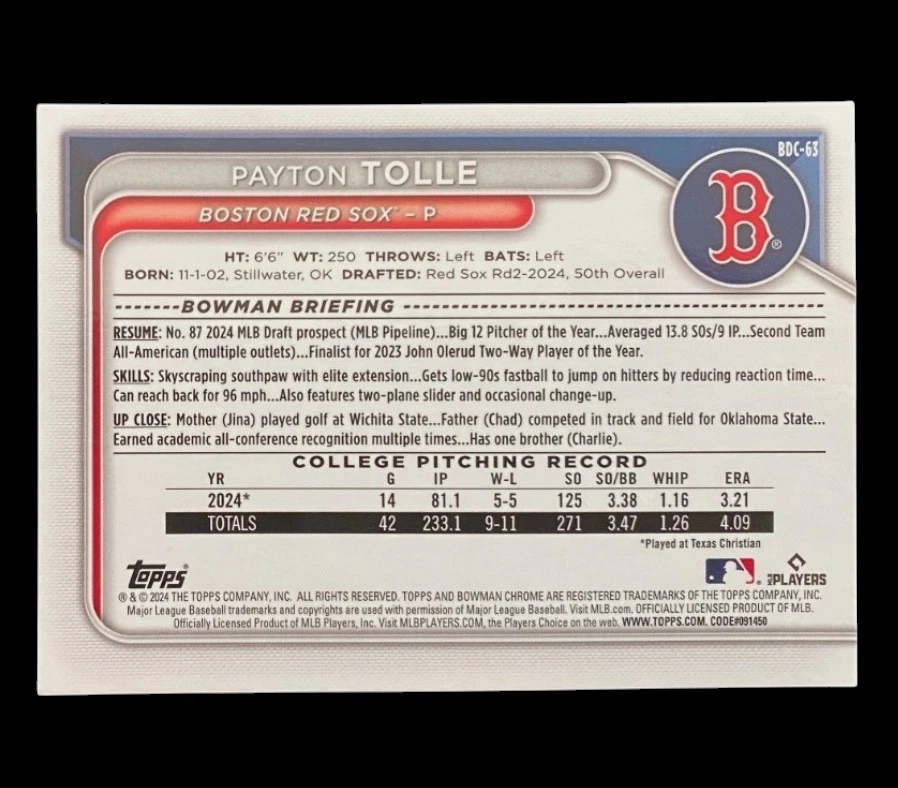 BDC-63
PAYTON TOLLE
B ®
BOSTON RED SOX™ – P
HT: 6'6" WT: 250 THROWS: Left BATS: Left
BORN: 11-1-02, Stillwater, OK DRAFTED: Red Sox Rd2-2024, 50th Overall
-------BOWMAN BRIEFING --------------------------------------------
RESUME: No. 87 2024 MLB Draft prospect (MLB Pipeline)...Big 12 Pitcher of the Year...Averaged 13.8 SOs/9 IP...Second Team
All-American (multiple outlets)...Finalist for 2023 John Olerud Two-Way Player of the Year.
SKILLS: Skyscraping southpaw with elite extension...Gets low-90s fastball to jump on hitters by reducing reaction time...
Can reach back for 96 mph...Also features two-plane slider and occasional change-up.
UP CLOSE: Mother (Jina) played golf at Wichita State...Father (Chad) competed in track and field for Oklahoma State...
Earned academic all-conference recognition multiple times...Has one brother (Charlie).
COLLEGE PITCHING RECORD
YR G IP W-L SO SO/BB WHIP ERA
2024* 14 81.1 5-5 125 3.38 1.16 3.21
TOTALS 42 233.1 9-11 271 3.47 1.26 4.09
*Played at Texas Christian
Topps® ® MLB PLAYERS
® & © 2024 THE TOPPS COMPANY, INC. ALL RIGHTS RESERVED. TOPPS AND BOWMAN CHROME ARE REGISTERED TRADEMARKS OF THE TOPPS COMPANY, INC.
Major League Baseball trademarks and copyrights are used with permission of Major League Baseball. Visit MLB.com. OFFICIALLY LICENSED PRODUCT OF MLB.
Officially Licensed Product of MLB Players, Inc. Visit MLBPLAYERS.COM, the Players Choice on the web. WWW.TOPPS.COM. CODE#091450